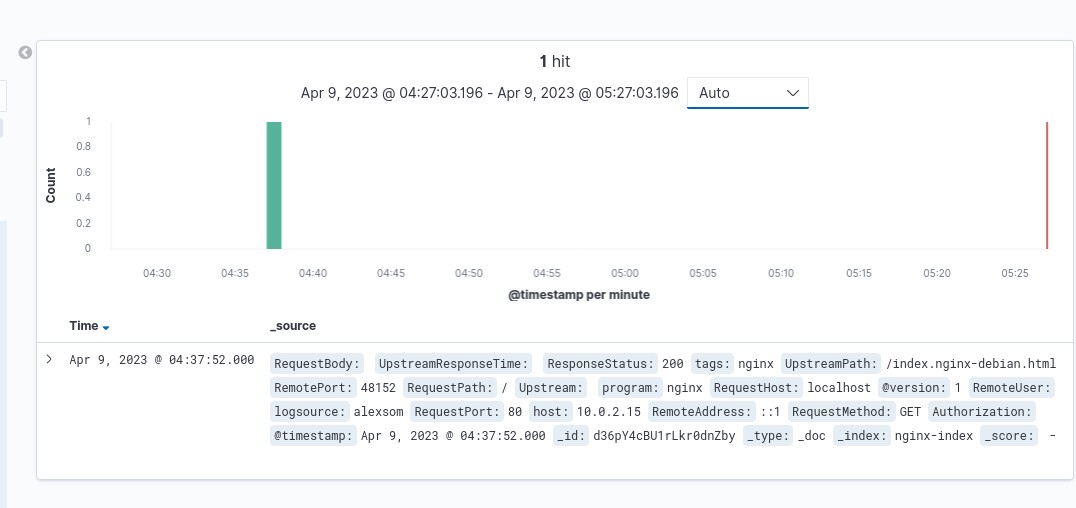 1 hit
Apr 9, 2023 @ 04:27:03.196 - Apr 9, 2023 @ 05:27:03.196 Auto
1
0.8
0.6
0.4
0.2
0
Count
04:30 04:35 04:40 04:45 04:50 04:55 05:00 05:05 05:10 05:15 05:20 05:25
@timestamp per minute
Time _source
Apr 9, 2023 @ 04:37:52.000 RequestBody: UpstreamResponseTime: ResponseStatus: 200 tags: nginx UpstreamPath: /index.nginx-debian.html
RemotePort: 48152 RequestPath: / Upstream: program: nginx RequestHost: localhost @version: 1 RemoteUser:
logsource: alexsom RequestPort: 80 host: 10.0.2.15 RemoteAddress: ::1 RequestMethod: GET Authorization:
@timestamp: Apr 9, 2023 @ 04:37:52.000 _id: d36pY4cBU1rLkr0dnZby _type: _doc _index: nginx-index _score: -